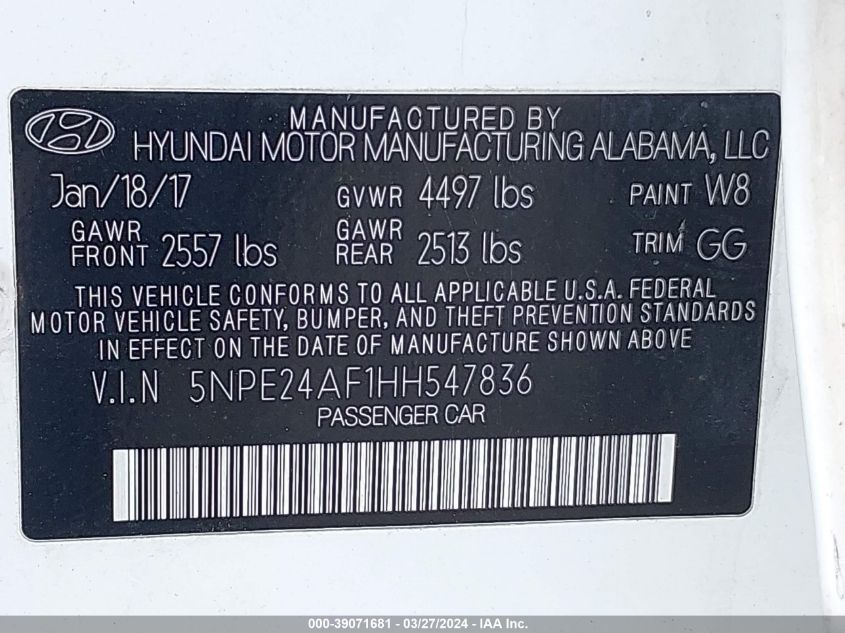 MANUFACTURED BY
HYUNDAI MOTOR MANUFACTURING ALABAMA, LLC
Jan/18/17 GVWR 4497 lbs PAINT W8
GAWR FRONT 2557 lbs GAWR REAR 2513 lbs TRIM GG
THIS VEHICLE CONFORMS TO ALL APPLICABLE U.S.A. FEDERAL
MOTOR VEHICLE SAFETY, BUMPER, AND THEFT PREVENTION STANDARDS
IN EFFECT ON THE DATE OF MANUFACTURE SHOWN ABOVE
V.I.N 5NPE24AF1HH547836
PASSENGER CAR
000-39071681 - 03/27/2024 - IAA Inc.